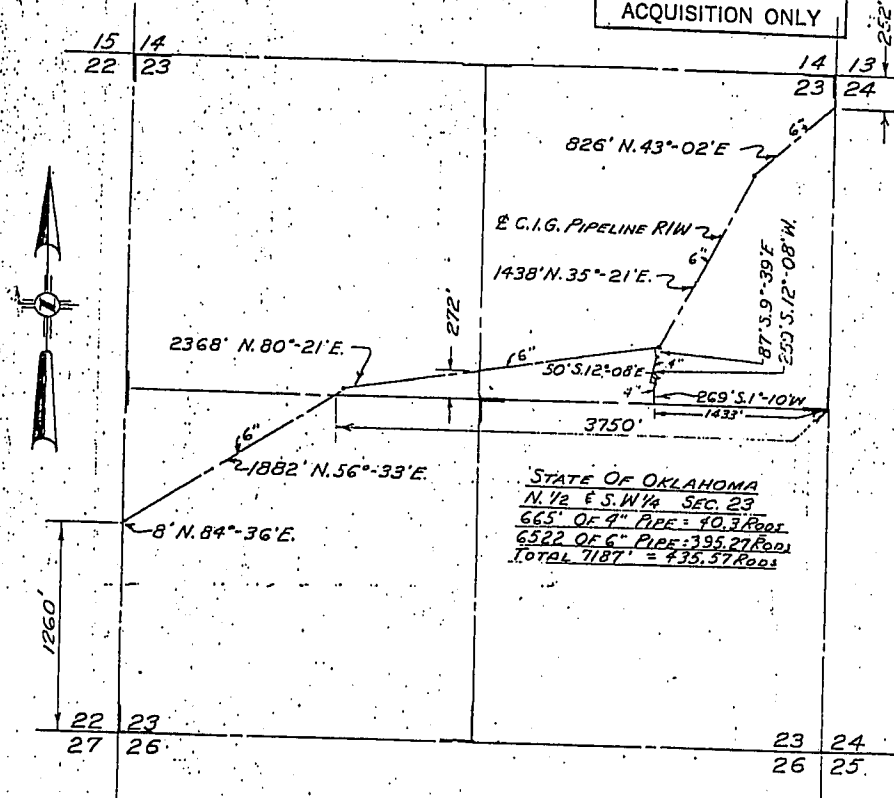 ACQUISITION ONLY
252'
15 14
22 23
14 13
23 24
6"
826' N.43°-02'E
₵ C.I.G. PIPELINE R/W
6"
1438' N.35°-21'E.
87' S.9°-39'E
250' S.12°-08'W.
272'
2368' N.80°-21'E.
6"
4"
50' S.12°-08'E
4"
269' S.1°-10'W
1433'
3750'
6"
1882' N.56°-33'E.
STATE OF OKLAHOMA
N.1/2 & S.W1/4 SEC. 23
665' OF 4" PIPE = 40.3 RODS
6522 OF 6" PIPE = 395.27 RODS
TOTAL 7187' = 435.57 RODS
8' N.84°-36'E.
1260'
22 23
27 26
23 24
26 25